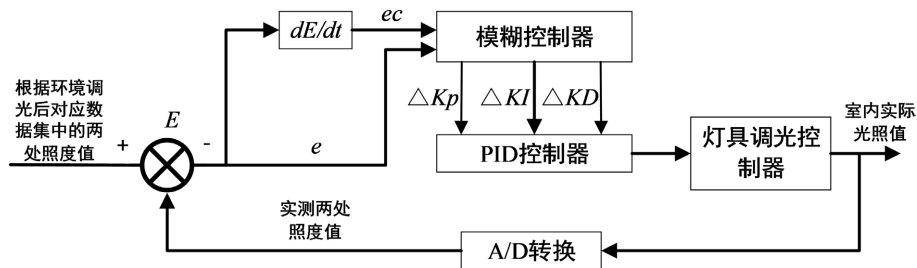 dE/dt
ec
模糊控制器
△Kp
△KI
△KD
根据环境调
光后对应数
据集中的两
处照度值
+
E
-
e
PID控制器
灯具调光控
制器
室内实际
光照值
实测两处
照度值
A/D转换